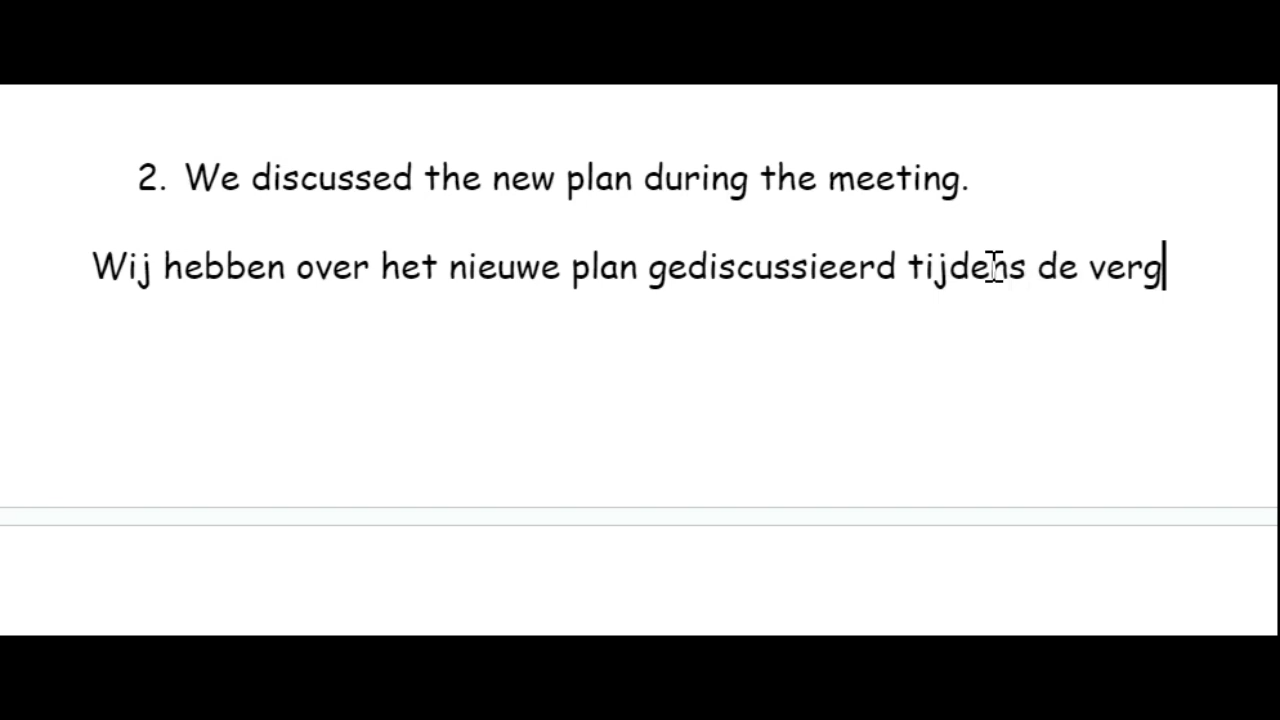 2. We discussed the new plan during the meeting.
Wij hebben over het nieuwe plan gediscussieerd tijdens de verg